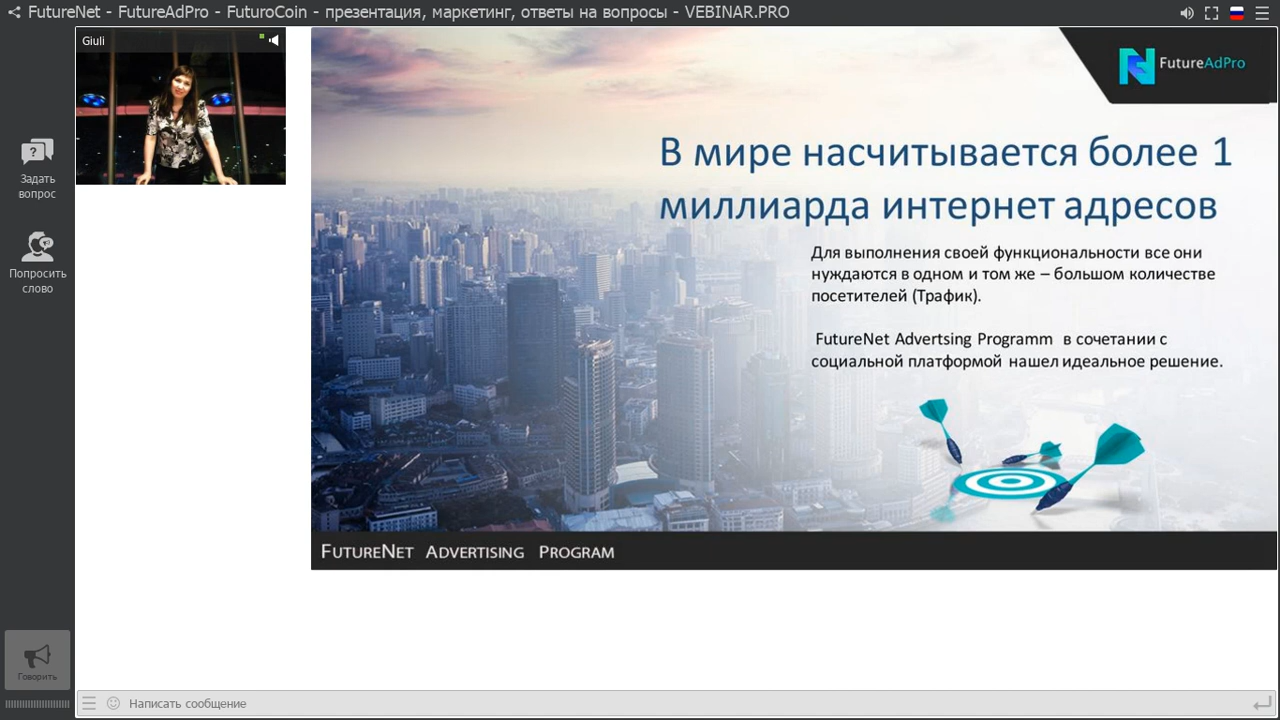 FutureNet - FutureAdPro - FuturoCoin - презентация, маркетинг, ответы на вопросы - VEBINAR.PRO
Giuli
FutureAdPro
В мире насчитывается более 1
миллиарда интернет адресов
Для выполнения своей функциональности все они
нуждаются в одном и том же – большом количестве
посетителей (Трафик).
FutureNet Advertsing Programm в сочетании с
социальной платформой нашел идеальное решение.
FutureNet Advertising Program
Задать
вопрос
Попросить
слово
Говорить
Написать сообщение